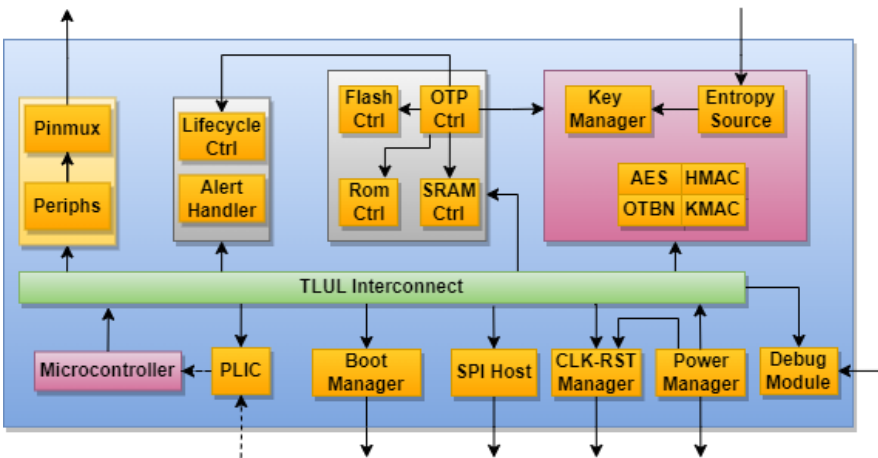 Pinmux
Periphs
Lifecycle
Ctrl
Alert
Handler
Flash
Ctrl
OTP
Ctrl
Rom
Ctrl
SRAM
Ctrl
Key
Manager
Entropy
Source
AES HMAC
OTBN KMAC
TLUL Interconnect
Microcontroller
PLIC
Boot
Manager
SPI Host
CLK-RST
Manager
Power
Manager
Debug
Module